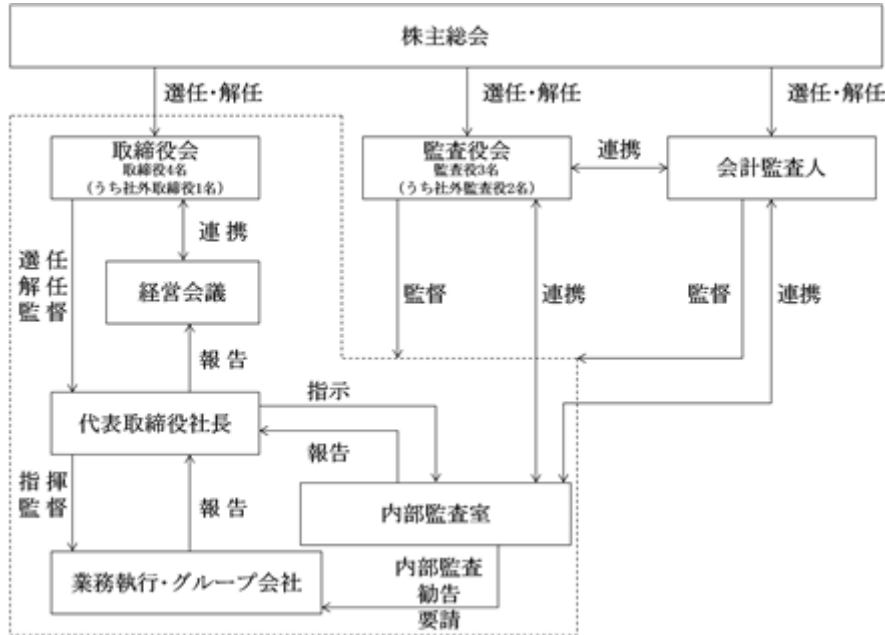 株主総会
選任・解任
選任・解任
選任・解任
取締役会
取締役4名
(うち社外取締役1名)
監査役会
監査役3名
(うち社外監査役2名)
連携
会計監査人
連 携
選 任
解 任
監 督
経営会議
監督
連携
監督
連携
報 告
代表取締役社長
指示
報告
指 揮
監 督
報 告
内部監査室
業務執行・グループ会社
内部監査
勧告
要請